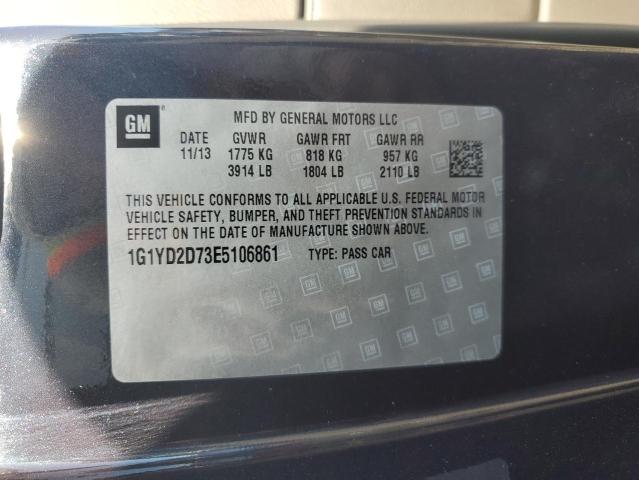 GM
MFD BY GENERAL MOTORS LLC
DATE GVWR GAWR FRT GAWR RR
11/13 1775 KG 818 KG 957 KG
3914 LB 1804 LB 2110 LB
THIS VEHICLE CONFORMS TO ALL APPLICABLE U.S. FEDERAL MOTOR
VEHICLE SAFETY, BUMPER, AND THEFT PREVENTION STANDARDS IN
EFFECT ON THE DATE OF MANUFACTURE SHOWN ABOVE.
1G1YD2D73E5106861 TYPE: PASS CAR